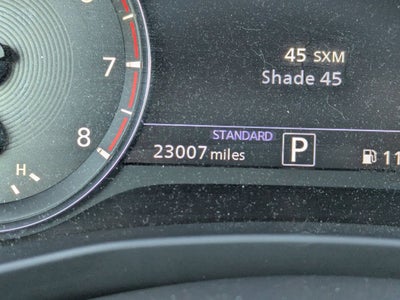 45 SXM
Shade 45
7
8
STANDARD
23007 miles
P
H